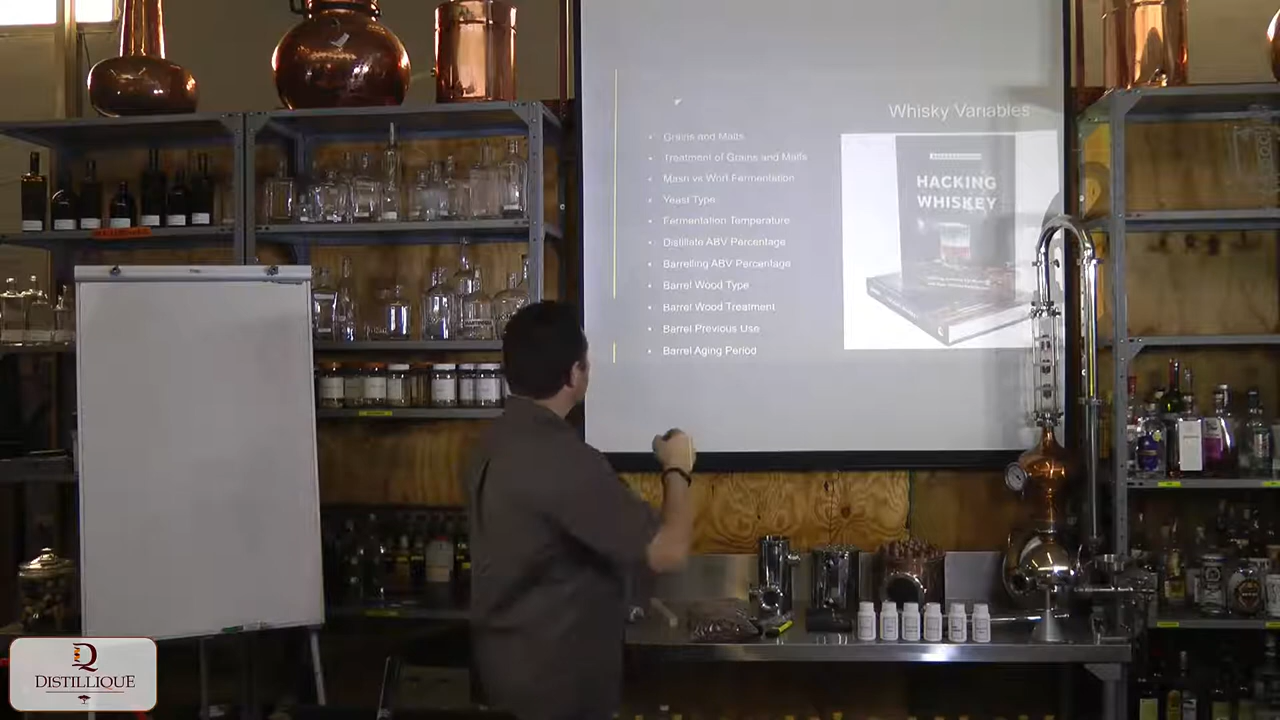 Whisky Variables
Grains and Malts
Treatment of Grains and Malts
Mash vs Wort Fermentation
Yeast Type
Fermentation Temperature
Distillate ABV Percentage
Barrelling ABV Percentage
Barrel Wood Type
Barrel Wood Treatment
Barrel Previous Use
Barrel Aging Period
HACKING
WHISKEY
DISTILLIQUE